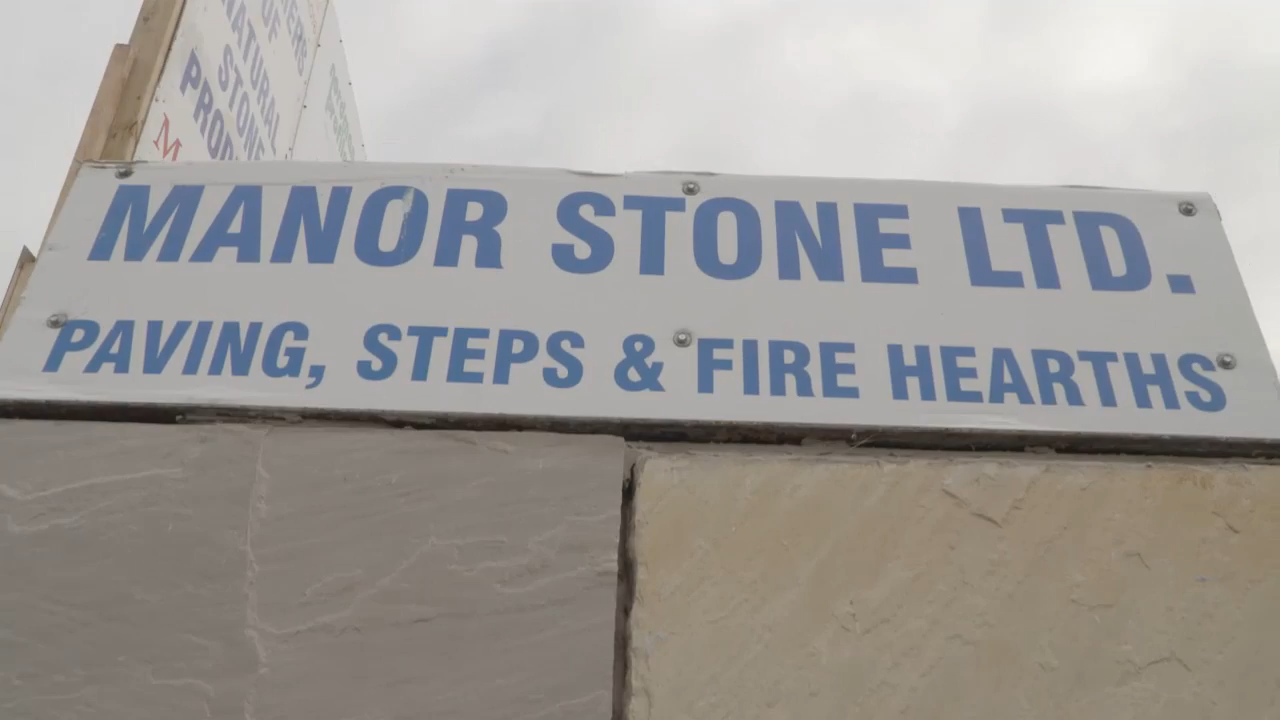 OF
NATURAL
STONE
MANOR STONE LTD.
PAVING, STEPS & FIRE HEARTHS